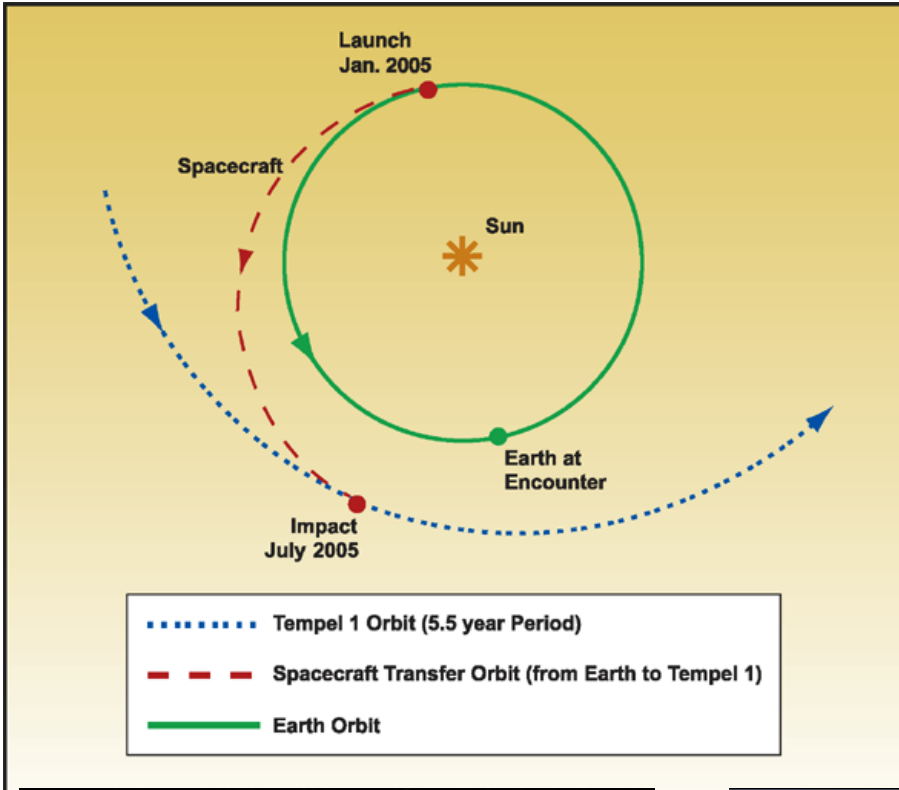 Launch
Jan. 2005
Spacecraft
Sun
Earth at
Encounter
Impact
July 2005
Tempel 1 Orbit (5.5 year Period)
Spacecraft Transfer Orbit (from Earth to Tempel 1)
Earth Orbit